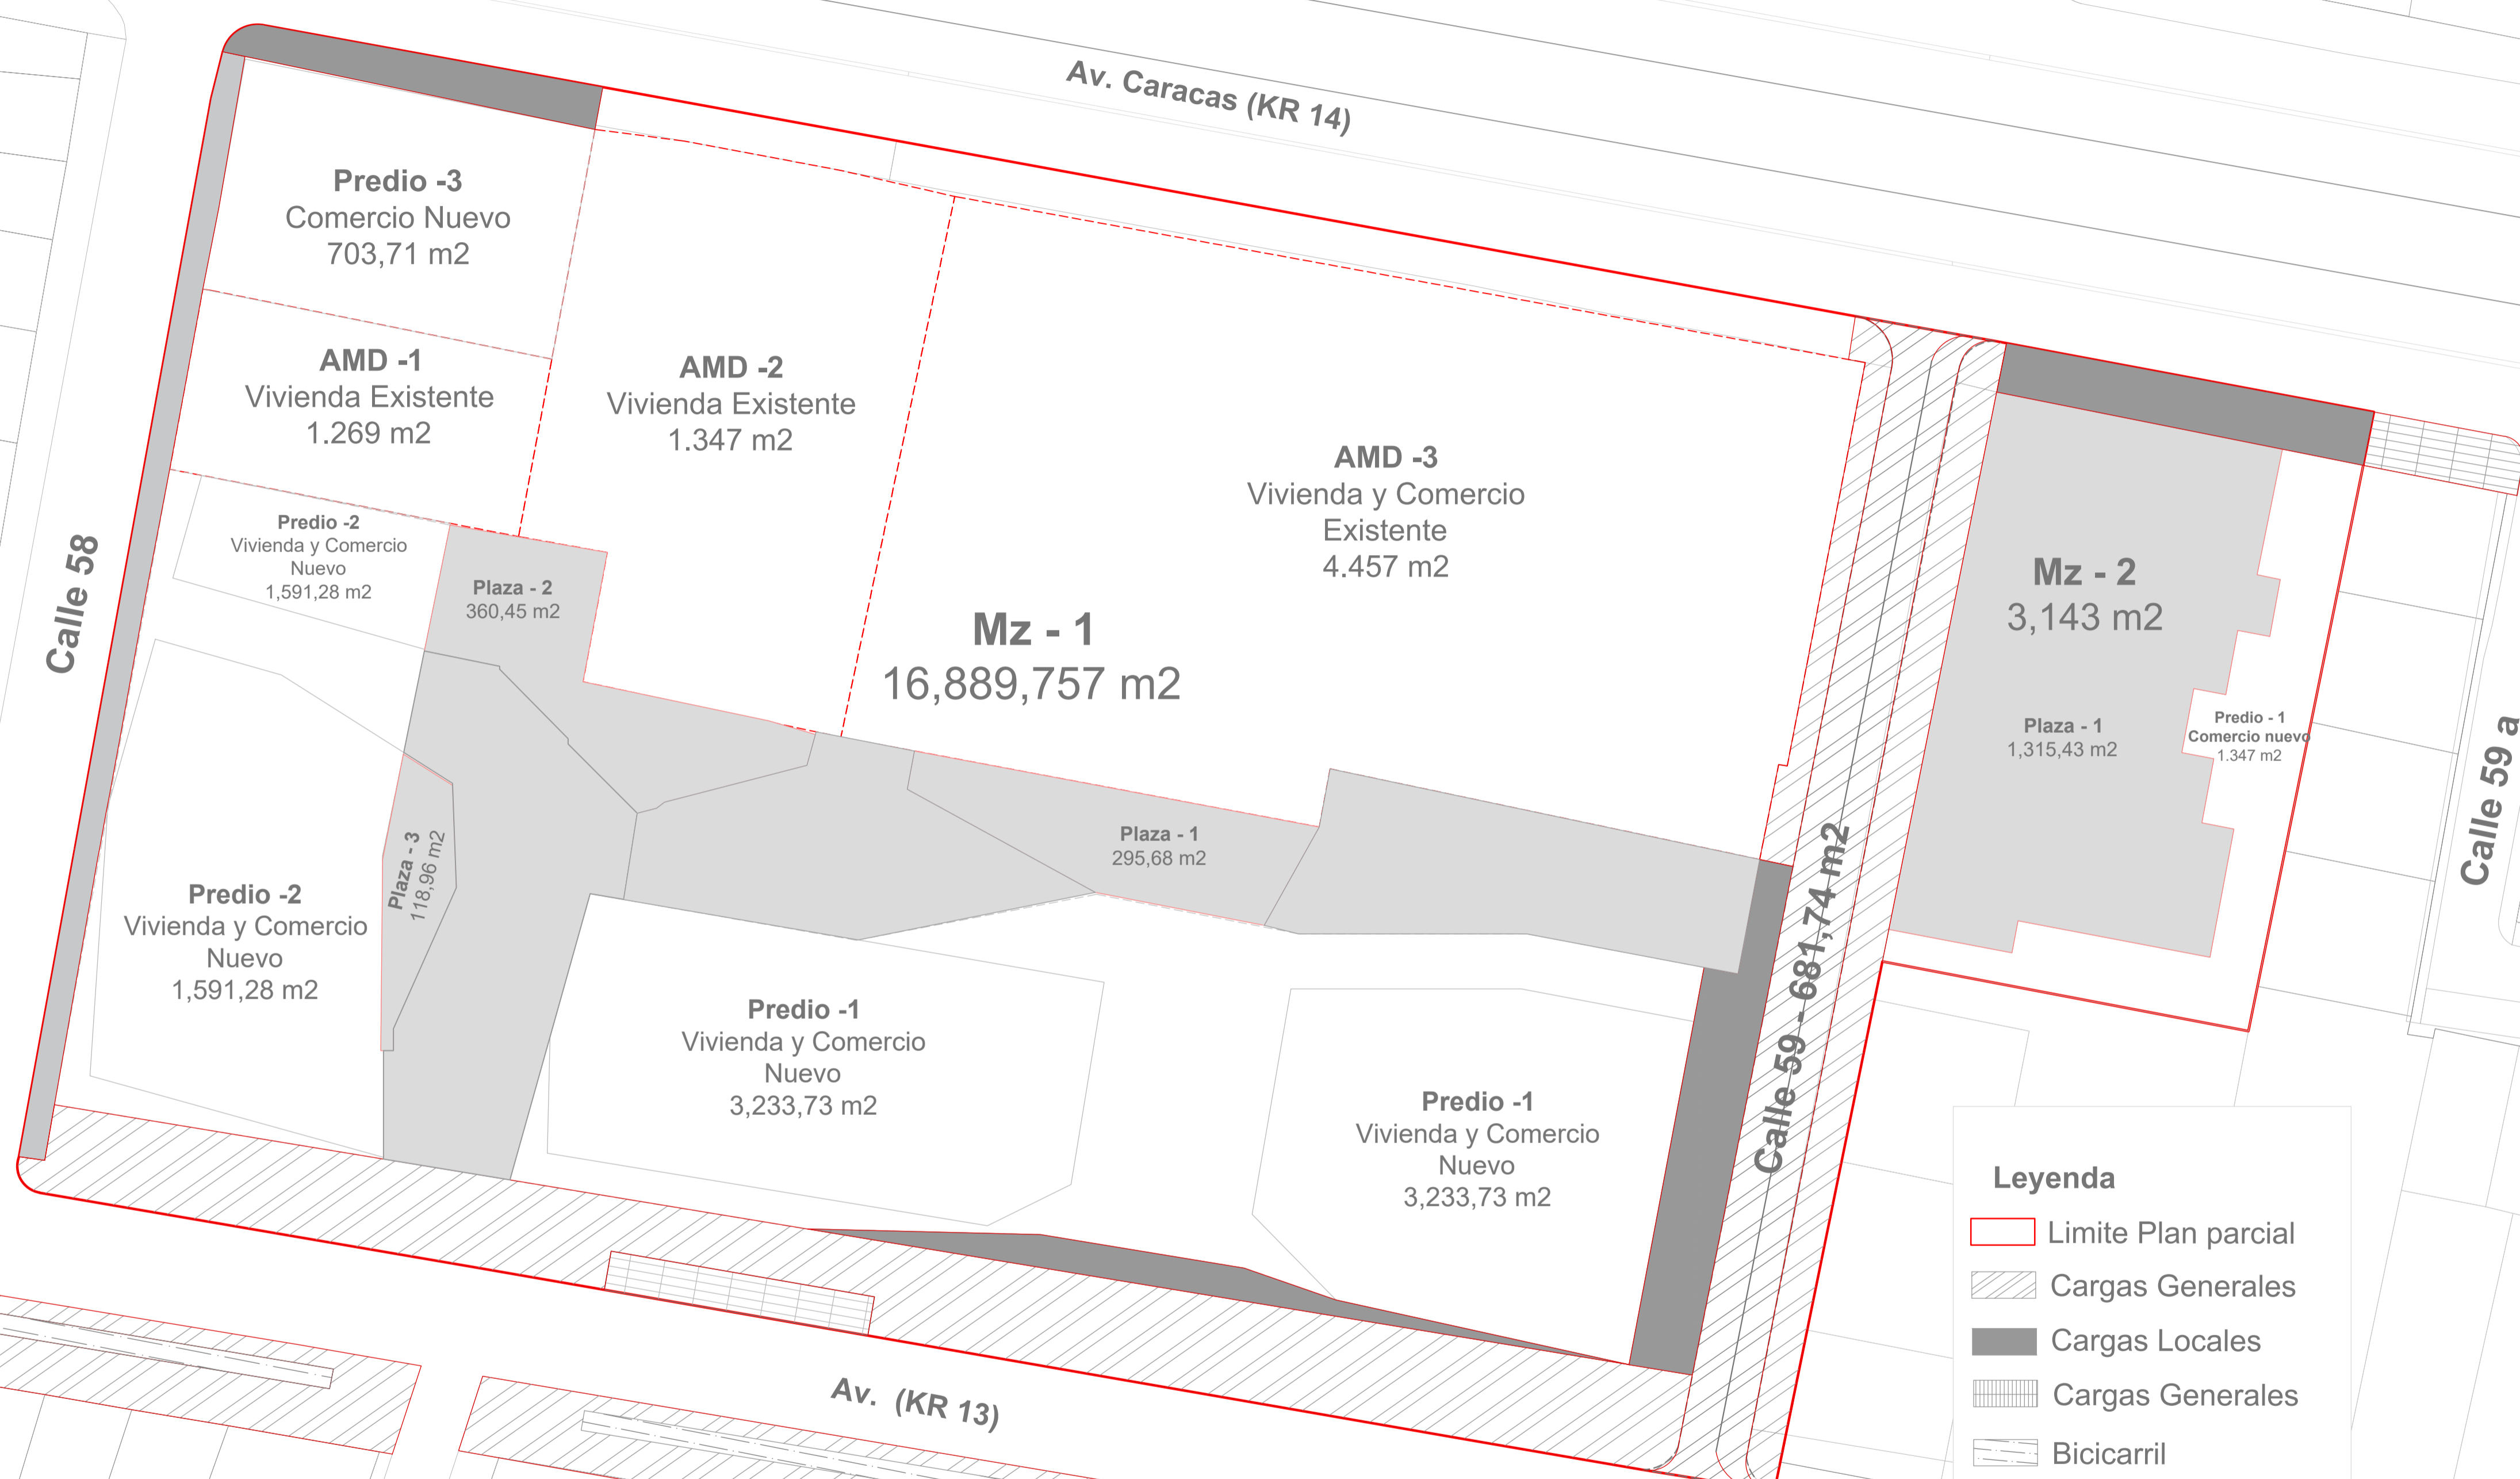 Av. Caracas (KR 14)
Predio -3
Comercio Nuevo
703,71 m2
AMD -1
Vivienda Existente
1.269 m2
AMD -2
Vivienda Existente
1.347 m2
AMD -3
Vivienda y Comercio
Existente
4.457 m2
Calle 58
Predio -2
Vivienda y Comercio
Nuevo
1,591,28 m2
Plaza - 2
360,45 m2
Mz - 1
16,889,757 m2
Mz - 2
3,143 m2
Plaza - 1
1,315,43 m2
Predio - 1
Comercio nuevo
1.347 m2
Calle 59 a
Plaza - 3
118,96 m2
Plaza - 1
295,68 m2
Calle 59 - 681,74 m2
Predio -2
Vivienda y Comercio
Nuevo
1,591,28 m2
Predio -1
Vivienda y Comercio
Nuevo
3,233,73 m2
Predio -1
Vivienda y Comercio
Nuevo
3,233,73 m2
Av. (KR 13)
Leyenda
Limite Plan parcial
Cargas Generales
Cargas Locales
Cargas Generales
Bicicarril